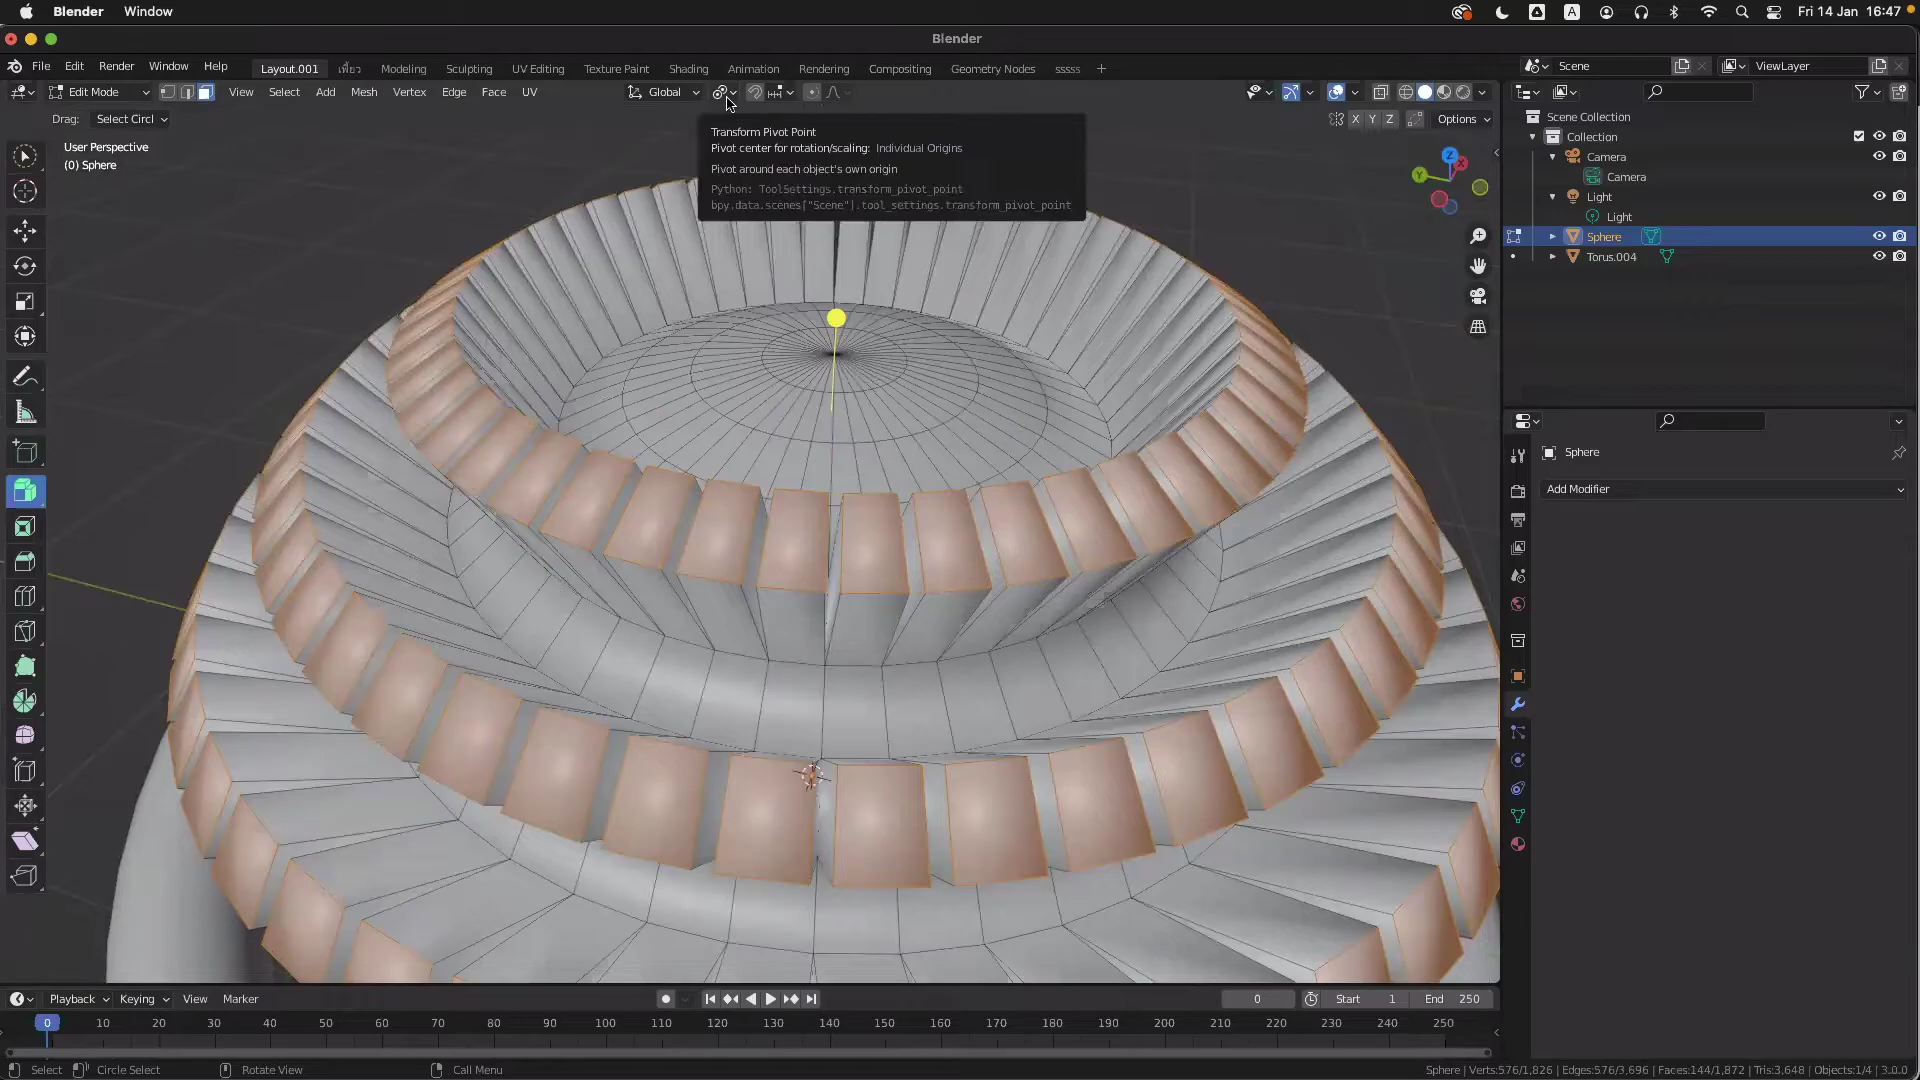 Blender Window
Fri 14 Jan 16:47
Blender
File Edit Render Window Help
Layout.001 เที่ยว Modeling Sculpting UV Editing Texture Paint Shading Animation Rendering Compositing Geometry Nodes sssss +
Scene ViewLayer
Edit Mode View Select Add Mesh Vertex Edge Face UV Global
Drag: Select Circl
X Y Z Options
User Perspective
(0) Sphere
Transform Pivot Point
Pivot center for rotation/scaling: Individual Origins
Pivot around each object's own origin
Python: ToolSettings.transform_pivot_point
bpy.data.scenes["Scene"].tool_settings.transform_pivot_point
Z
X
Y
Scene Collection
Collection
Camera
Camera
Light
Light
Sphere
Torus.004
Sphere
Add Modifier
Playback Keying View Marker
0 Start 1 End 250
0 10 20 30 40 50 60 70 80 90 100 110 120 130 140 150 160 170 180 190 200 210 220 230 240 250
Select Circle Select Rotate View Call Menu
Sphere | Verts:576/1,826 | Edges:576/3,696 | Faces:144/1,872 | Tris:3,648 | Objects:1/4 | 3.0.0